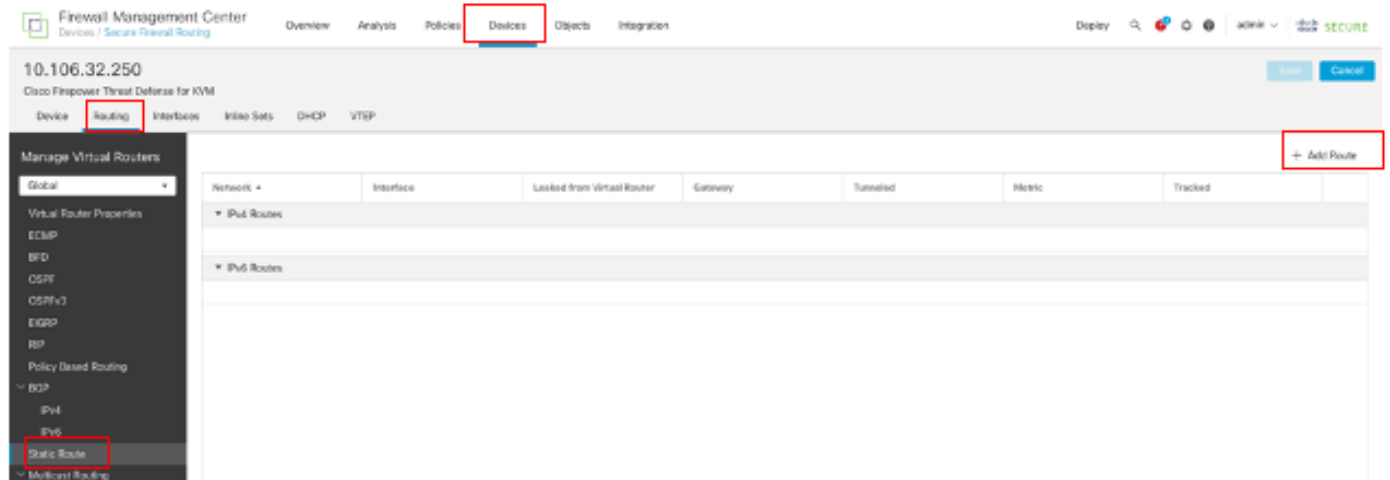 Firewall Management Center
Devices / Secure Firewall Routing
Overview Analysis Policies Devices Objects Integration Deploy admin SECURE
10.106.32.250
Save Cancel
Cisco Firepower Threat Defense for KVM
Device Routing Interfaces Inline Sets DHCP VTEP
Manage Virtual Routers
+ Add Route
Global
Network Interface Leaked from Virtual Router Gateway Tunneled Metric Tracked
Virtual Router Properties
IPv4 Routes
ECMP
BFD
IPv6 Routes
OSPF
OSPFv3
EIGRP
RIP
Policy Based Routing
BGP
IPv4
IPv6
Static Route
Multicast Routing